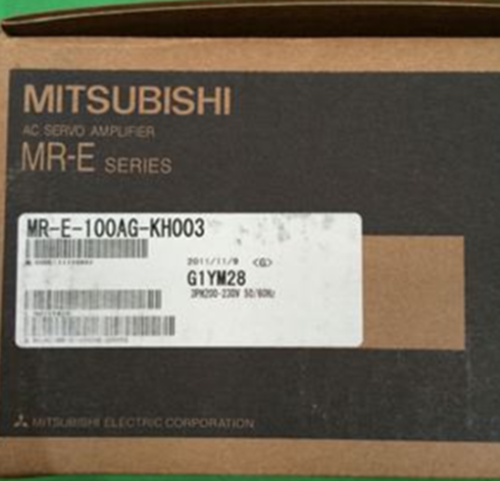 MITSUBISHI
AC SERVO AMPLIFIER
MR-E SERIES
MR-E-100AG-KH003
2011/11/9 <G>
G1YM28
3PH200-230V 50/60Hz
MITSUBISHI ELECTRIC CORPORATION